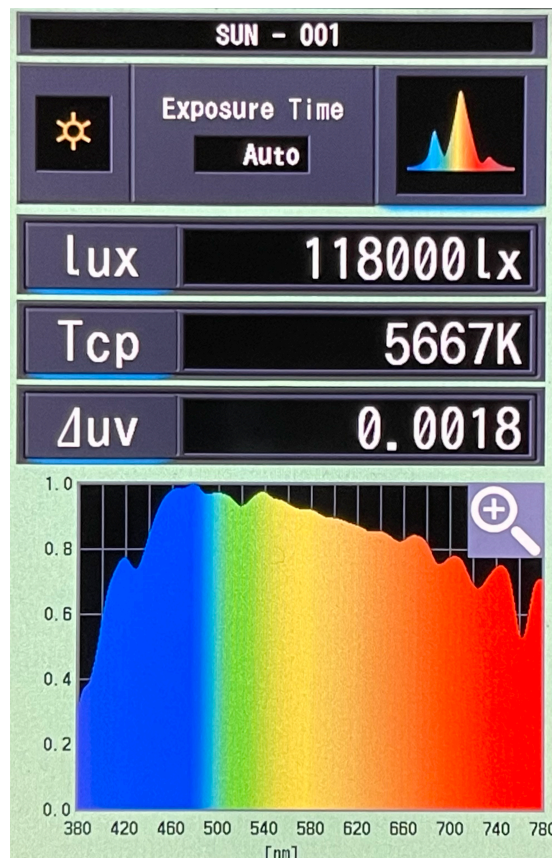 SUN - 001
Exposure Time
Auto
lux
118000lx
Tcp
5667K
Δuv
0.0018
1.0
0.8
0.6
0.4
0.2
0.0
380 420 460 500 540 580 620 660 700 740 780
[nm]